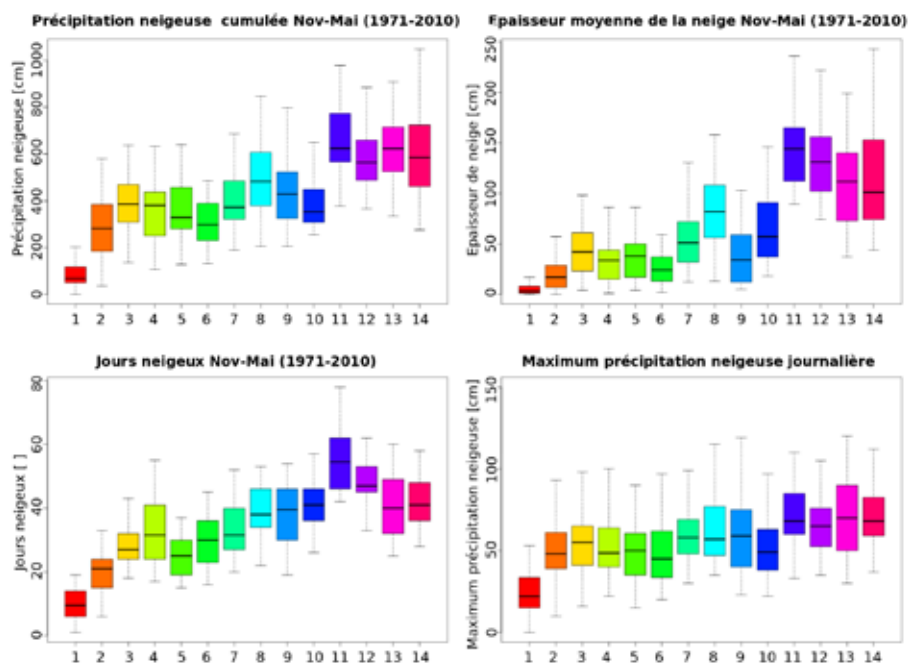 Précipitation neigeuse cumulée Nov-Mai (1971-2010)
Précipitation neigeuse [cm]
0 200 400 600 800 1000
1 2 3 4 5 6 7 8 9 10 11 12 13 14
Epaisseur moyenne de la neige Nov-Mai (1971-2010)
Epaisseur de neige [cm]
0 50 100 150 200 250
1 2 3 4 5 6 7 8 9 10 11 12 13 14
Jours neigeux Nov-Mai (1971-2010)
Jours neigeux [ ]
0 20 40 60 80
1 2 3 4 5 6 7 8 9 10 11 12 13 14
Maximum précipitation neigeuse journalière
Maximum précipitation neigeuse [cm]
0 50 100 150
1 2 3 4 5 6 7 8 9 10 11 12 13 14